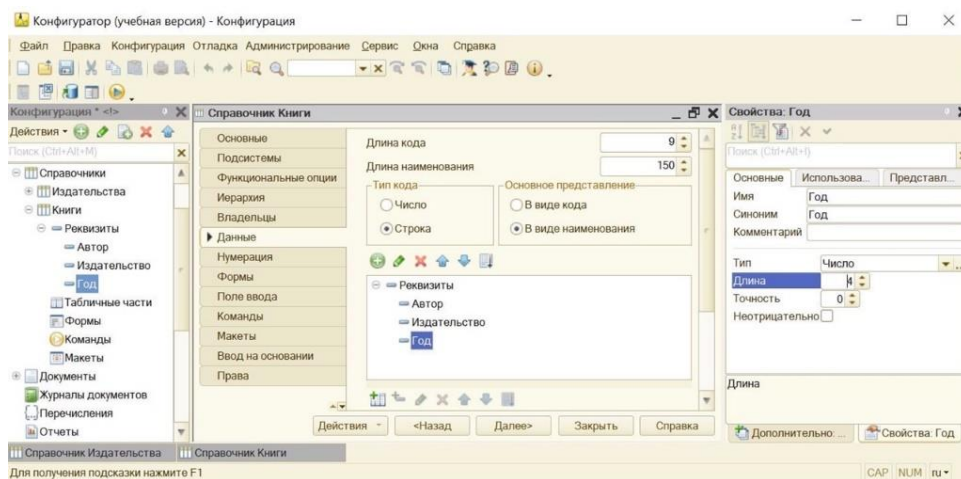 Конфигуратор (учебная версия) - Конфигурация
Файл Правка Конфигурация Отладка Администрирование Сервис Окна Справка
Конфигурация * <!>
Действия
Поиск (Ctrl+Alt+M)
Справочники
Издательства
Книги
Реквизиты
Автор
Издательство
Год
Табличные части
Формы
Команды
Макеты
Документы
Журналы документов
Перечисления
Отчеты
Справочник Книги
Основные
Подсистемы
Функциональные опции
Иерархия
Владельцы
Данные
Нумерация
Формы
Поле ввода
Команды
Макеты
Ввод на основании
Права
Длина кода 9
Длина наименования 150
Тип кода
Число
Строка
Основное представление
В виде кода
В виде наименования
Реквизиты
Автор
Издательство
Год
Действия <Назад Далее> Закрыть Справка
Свойства: Год
Поиск (Ctrl+Alt+I)
Основные Использова... Представл...
Имя Год
Синоним Год
Комментарий
Тип Число
Длина 4
Точность 0
Неотрицательно
Длина
Дополнительно: ... Свойства: Год
Справочник Издательства Справочник Книги
Для получения подсказки нажмите F1 CAP NUM ru